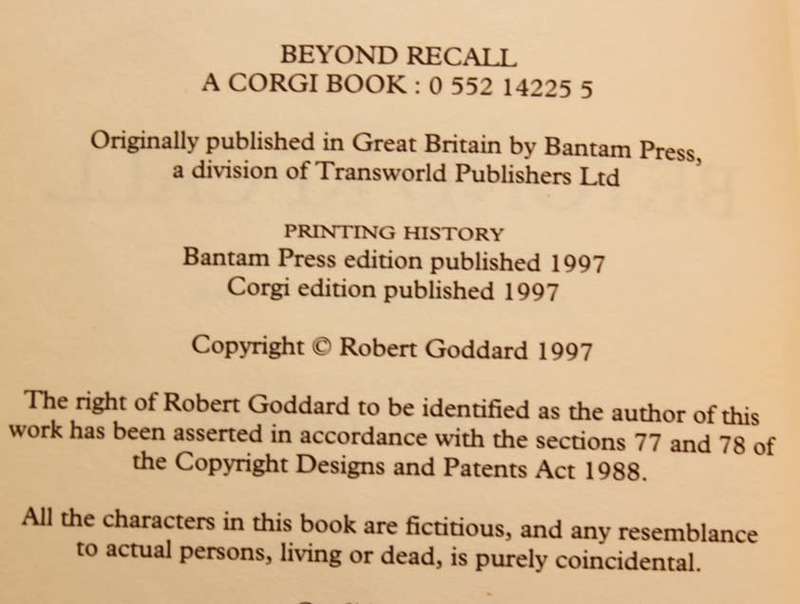 BEYOND RECALL
A CORGI BOOK : 0 552 14225 5
Originally published in Great Britain by Bantam Press,
a division of Transworld Publishers Ltd
PRINTING HISTORY
Bantam Press edition published 1997
Corgi edition published 1997
Copyright © Robert Goddard 1997
The right of Robert Goddard to be identified as the author of this
work has been asserted in accordance with the sections 77 and 78 of
the Copyright Designs and Patents Act 1988.
All the characters in this book are fictitious, and any resemblance
to actual persons, living or dead, is purely coincidental.